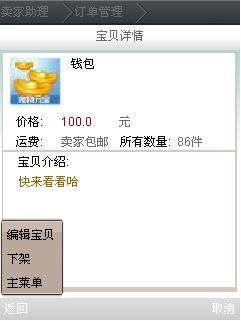 卖家助理 订单管理
宝贝详情
钱包
价格: 100.0 元
运费: 卖家包邮 所有数量: 86件
宝贝介绍:
快来看看哈
编辑宝贝
下架
主菜单
返回 取消